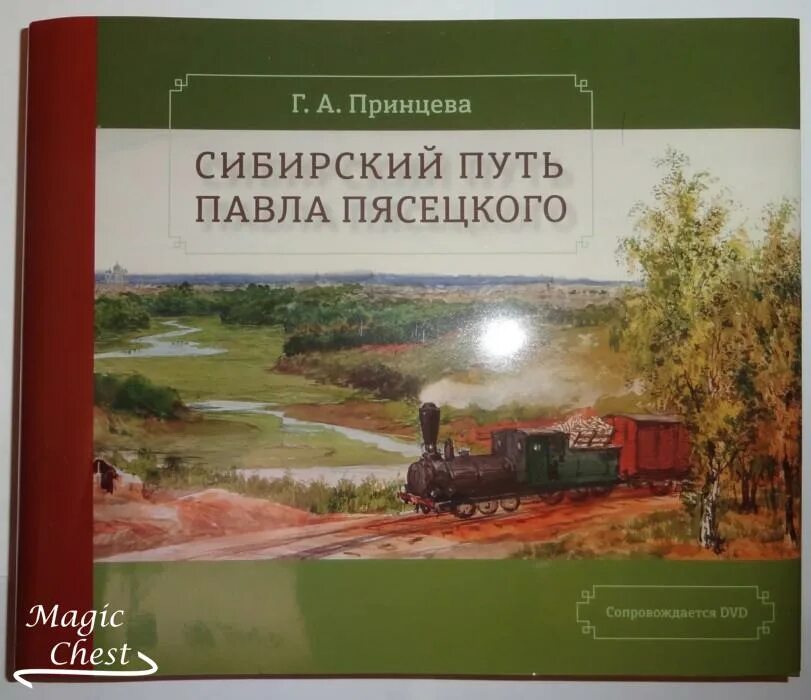 Г. А. Принцева
СИБИРСКИЙ ПУТЬ
ПАВЛА ПЯСЕЦКОГО
Сопровождается DVD
Magic
Chest